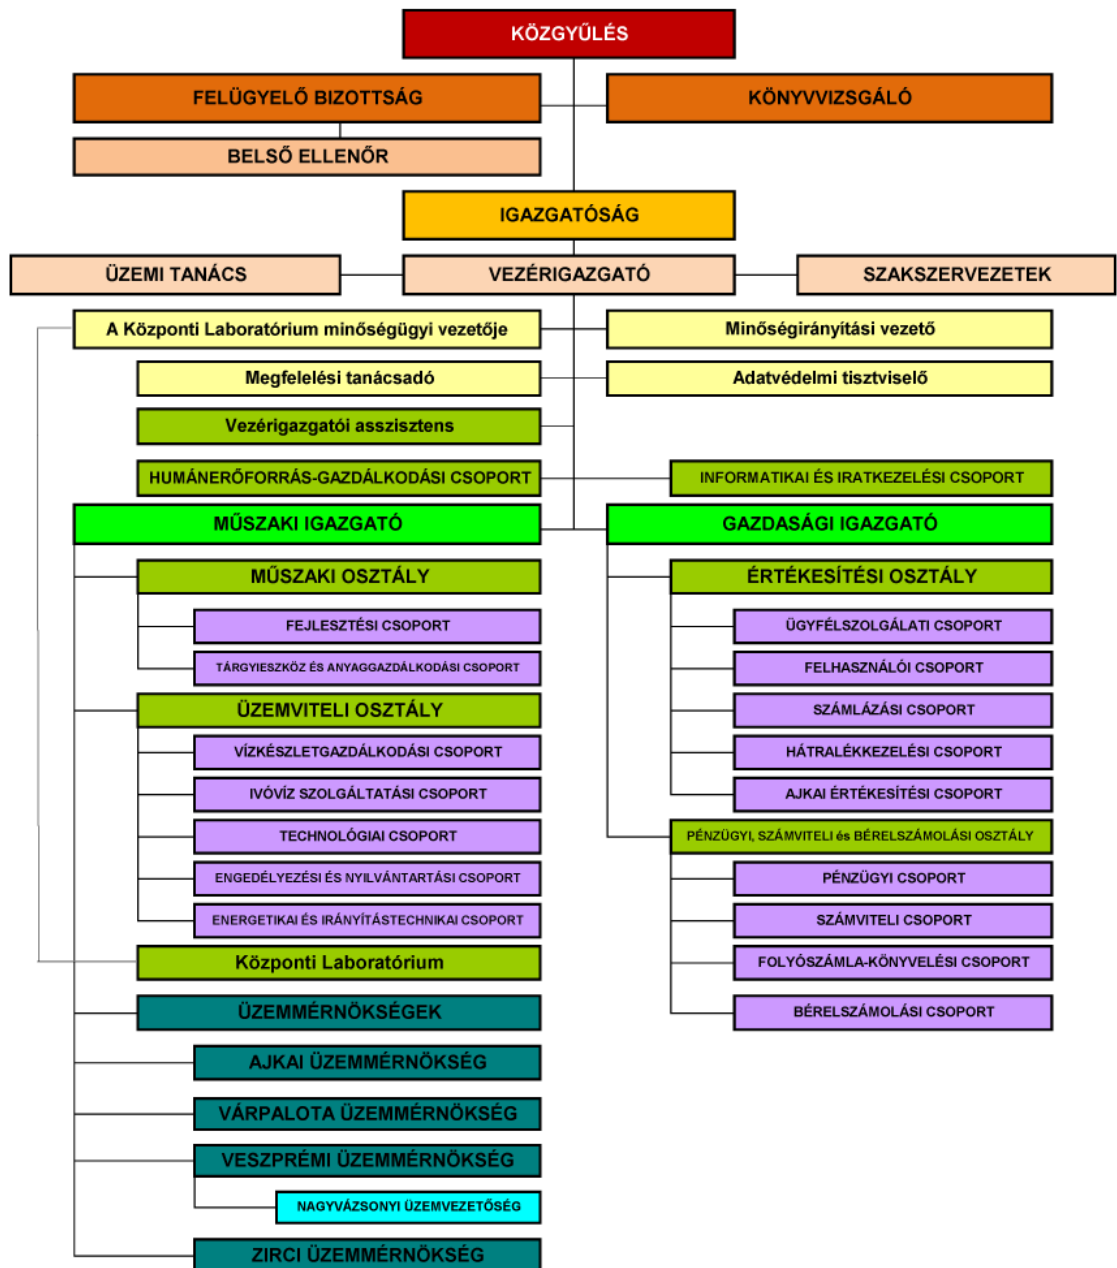 KÖZGYŰLÉS
FELÜGYELŐ BIZOTTSÁG
KÖNYVVIZSGÁLÓ
BELSŐ ELLENŐR
IGAZGATÓSÁG
ÜZEMI TANÁCS
VEZÉRIGAZGATÓ
SZAKSZERVEZETEK
A Központi Laboratórium minőségügyi vezetője
Minőségirányítási vezető
Megfelelési tanácsadó
Adatvédelmi tisztviselő
Vezérigazgatói asszisztens
HUMÁNERŐFORRÁS-GAZDÁLKODÁSI CSOPORT
INFORMATIKAI ÉS IRATKEZELÉSI CSOPORT
MŰSZAKI IGAZGATÓ
GAZDASÁGI IGAZGATÓ
MŰSZAKI OSZTÁLY
ÉRTÉKESÍTÉSI OSZTÁLY
FEJLESZTÉSI CSOPORT
ÜGYFÉLSZOLGÁLATI CSOPORT
TÁRGYIESZKÖZ ÉS ANYAGGAZDÁLKODÁSI CSOPORT
FELHASZNÁLÓI CSOPORT
ÜZEMVITELI OSZTÁLY
SZÁMLÁZÁSI CSOPORT
VÍZKÉSZLETGAZDÁLKODÁSI CSOPORT
HÁTRALÉKKEZELÉSI CSOPORT
IVÓVÍZ SZOLGÁLTATÁSI CSOPORT
AJKAI ÉRTÉKESÍTÉSI CSOPORT
TECHNOLÓGIAI CSOPORT
PÉNZÜGYI, SZÁMVITELI és BÉRELSZÁMOLÁSI OSZTÁLY
ENGEDÉLYEZÉSI ÉS NYILVÁNTARTÁSI CSOPORT
PÉNZÜGYI CSOPORT
ENERGETIKAI ÉS IRÁNYÍTÁSTECHNIKAI CSOPORT
SZÁMVITELI CSOPORT
Központi Laboratórium
FOLYÓSZÁMLA-KÖNYVELÉSI CSOPORT
ÜZEMMÉRNÖKSÉGEK
BÉRELSZÁMOLÁSI CSOPORT
AJKAI ÜZEMMÉRNÖKSÉG
VÁRPALOTA ÜZEMMÉRNÖKSÉG
VESZPRÉMI ÜZEMMÉRNÖKSÉG
NAGYVÁZSONYI ÜZEMVEZETŐSÉG
ZIRCI ÜZEMMÉRNÖKSÉG